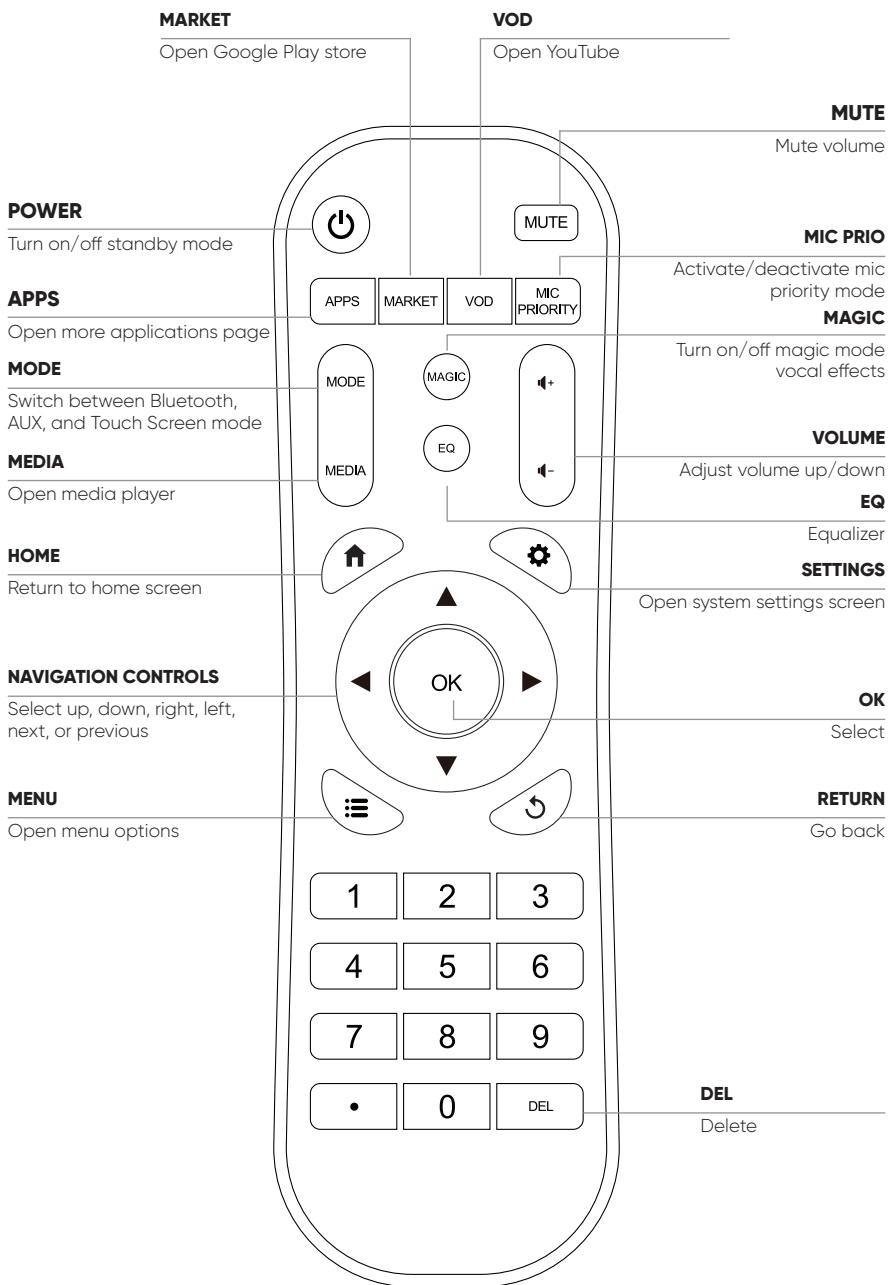 MARKET
Open Google Play store
VOD
Open YouTube
MUTE
Mute volume
POWER
Turn on/off standby mode
MUTE
MIC PRIO
Activate/deactivate mic
priority mode
APPS
Open more applications page
APPS
MARKET
VOD
MIC
PRIORITY
MAGIC
Turn on/off magic mode
vocal effects
MODE
Switch between Bluetooth,
AUX, and Touch Screen mode
MODE
MAGIC
+
VOLUME
Adjust volume up/down
MEDIA
Open media player
MEDIA
EQ
-
EQ
Equalizer
HOME
Return to home screen
SETTINGS
Open system settings screen
NAVIGATION CONTROLS
Select up, down, right, left,
next, or previous
OK
OK
Select
MENU
Open menu options
RETURN
Go back
1 2 3
4 5 6
7 8 9
• 0 DEL
DEL
Delete